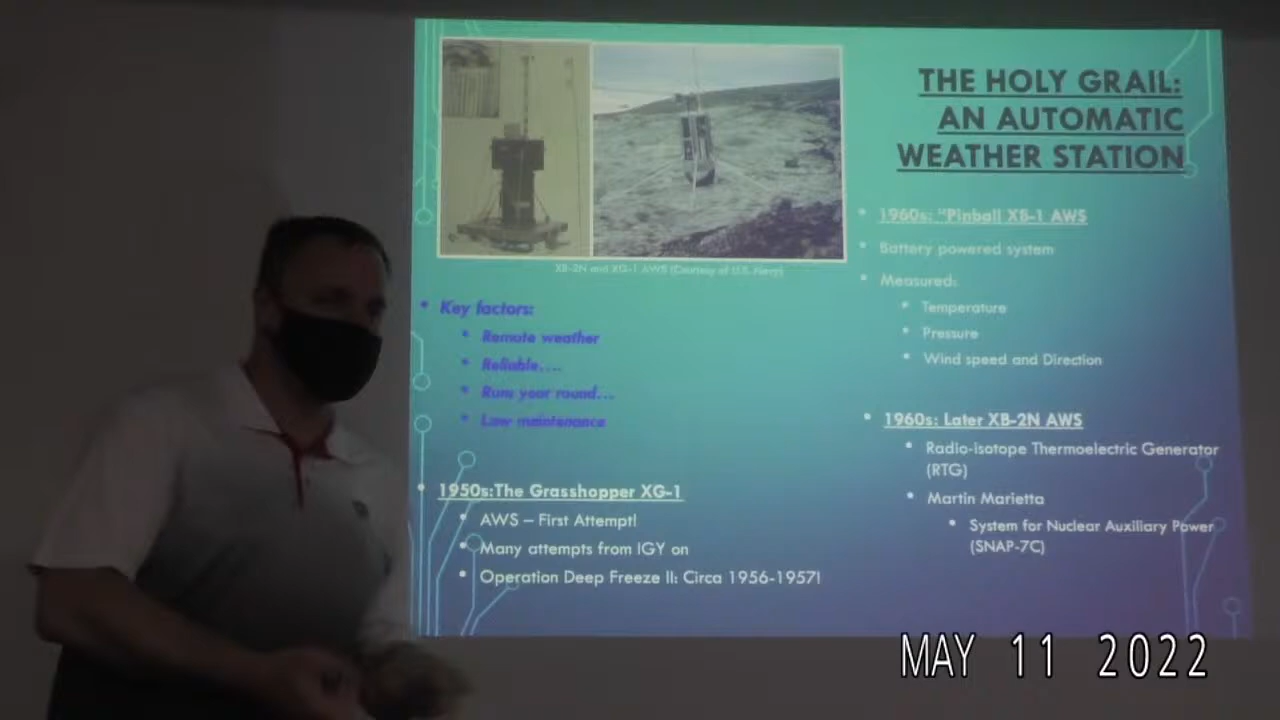 THE HOLY GRAIL:
AN AUTOMATIC
WEATHER STATION
XB-2N and XG-1 AWS (Courtesy of U.S. Navy)
Key factors:
Remote weather
Reliable....
Runs year round...
Low maintenance
1950s:The Grasshopper XG-1
AWS – First Attempt!
Many attempts from IGY on
Operation Deep Freeze II: Circa 1956-1957!
1960s: "Pinball XB-1 AWS
Battery powered system
Measured:
Temperature
Pressure
Wind speed and Direction
1960s: Later XB-2N AWS
Radio-isotope Thermoelectric Generator
(RTG)
Martin Marietta
System for Nuclear Auxiliary Power
(SNAP-7C)
MAY 11 2022